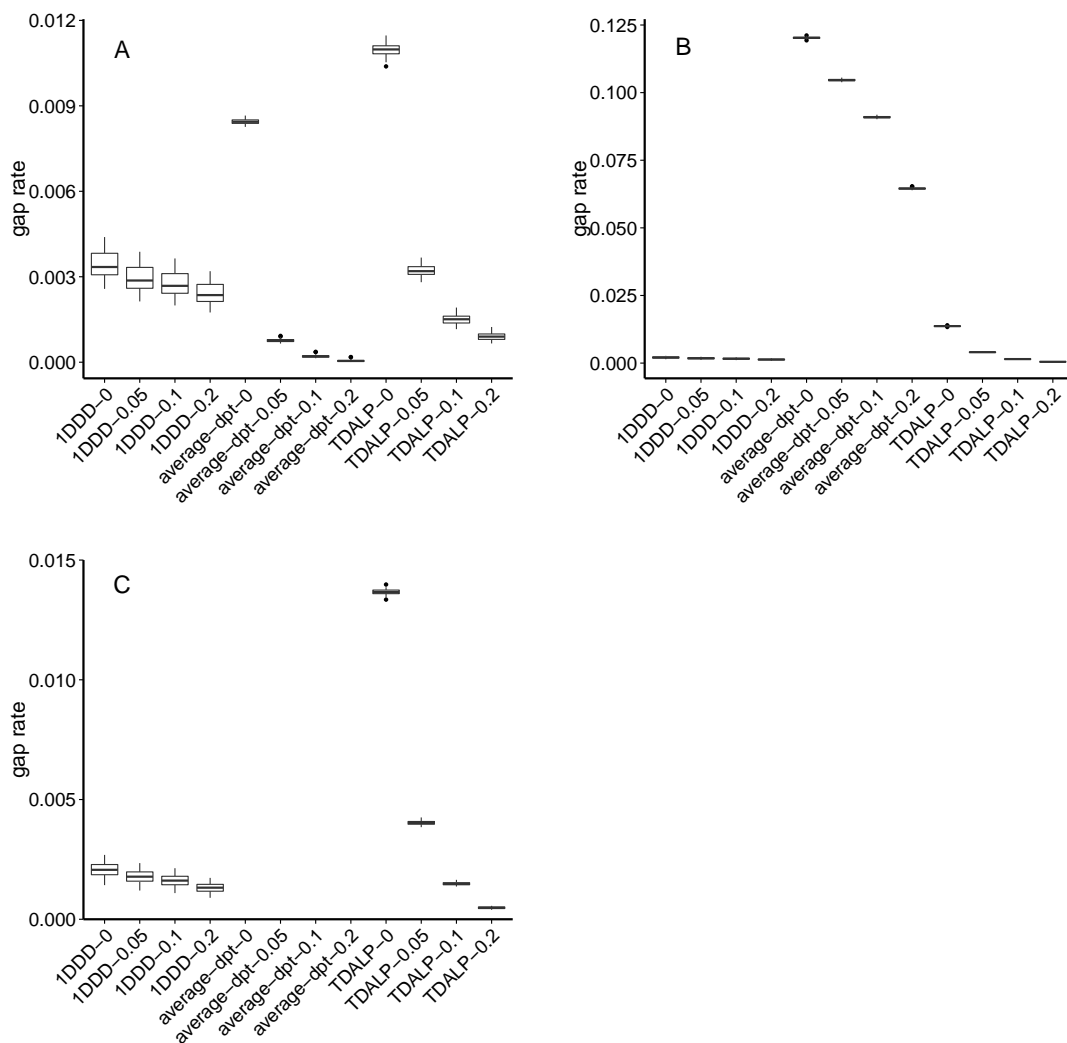 A
gap rate
0.012
0.009
0.006
0.003
0.000
1DDD−0
1DDD−0.05
1DDD−0.1
1DDD−0.2
average−dpt−0
average−dpt−0.05
average−dpt−0.1
average−dpt−0.2
TDALP−0
TDALP−0.05
TDALP−0.1
TDALP−0.2
B
gap rate
0.125
0.100
0.075
0.050
0.025
0.000
1DDD−0
1DDD−0.05
1DDD−0.1
1DDD−0.2
average−dpt−0
average−dpt−0.05
average−dpt−0.1
average−dpt−0.2
TDALP−0
TDALP−0.05
TDALP−0.1
TDALP−0.2
C
gap rate
0.015
0.010
0.005
0.000
1DDD−0
1DDD−0.05
1DDD−0.1
1DDD−0.2
average−dpt−0
average−dpt−0.05
average−dpt−0.1
average−dpt−0.2
TDALP−0
TDALP−0.05
TDALP−0.1
TDALP−0.2